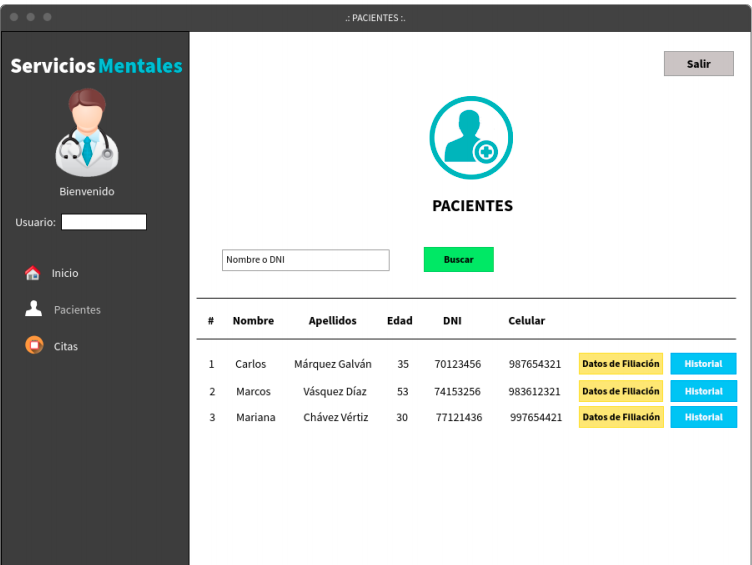 .: PACIENTES :.
Servicios Mentales
Bienvenido
Usuario:
Inicio
Pacientes
Citas
Salir
PACIENTES
Nombre o DNI
Buscar
# Nombre Apellidos Edad DNI Celular
1 Carlos Márquez Galván 35 70123456 987654321 Datos de Filiación Historial
2 Marcos Vásquez Díaz 53 74153256 983612321 Datos de Filiación Historial
3 Mariana Chávez Vértiz 30 77121436 997654421 Datos de Filiación Historial